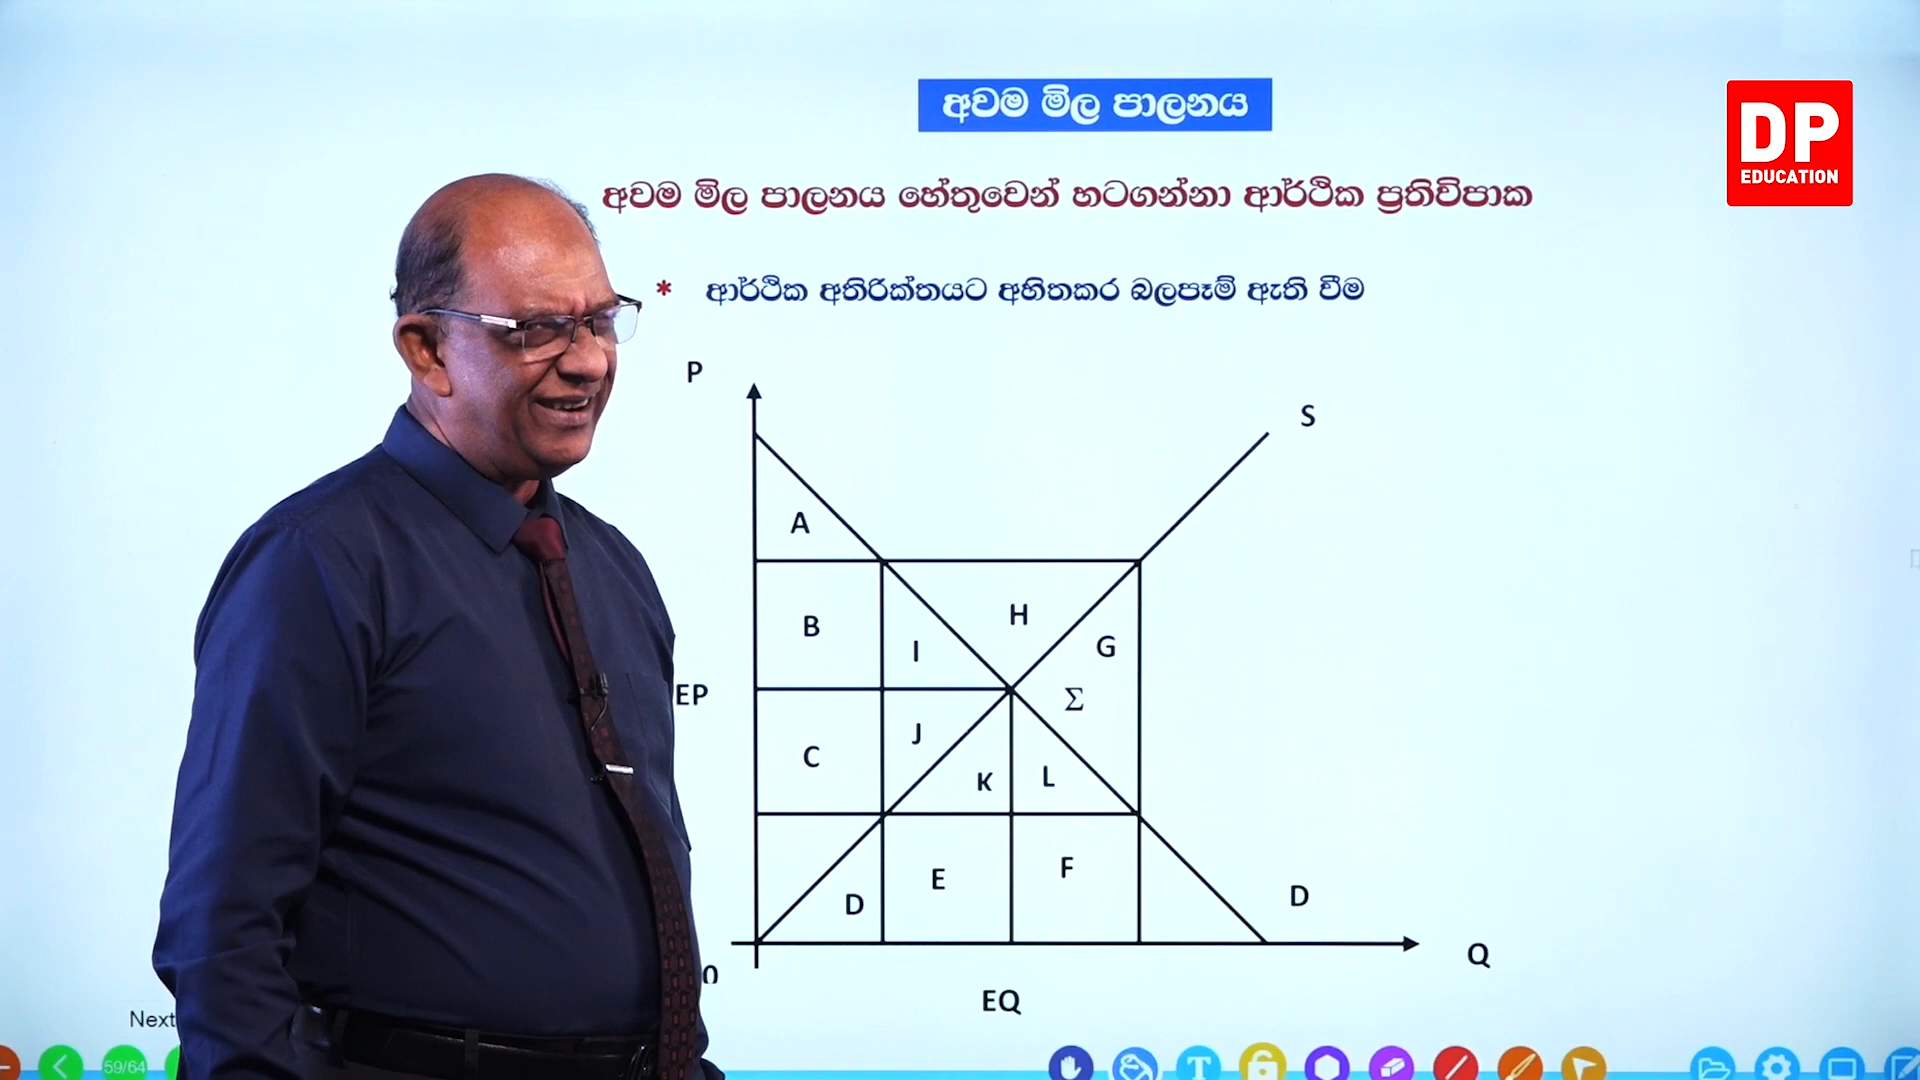 අවම මිල පාලනය
DP
EDUCATION
අවම මිල පාලනය හේතුවෙන් හටගන්නා ආර්ථික ප්‍රතිවිපාක
* ආර්ථික අතිරික්තයට අහිතකර බලපෑම් ඇති වීම
P
S
A
B
I
H
G
EP
Σ
C
J
K
L
D
E
F
D
0
Q
EQ
Next
59/64
T